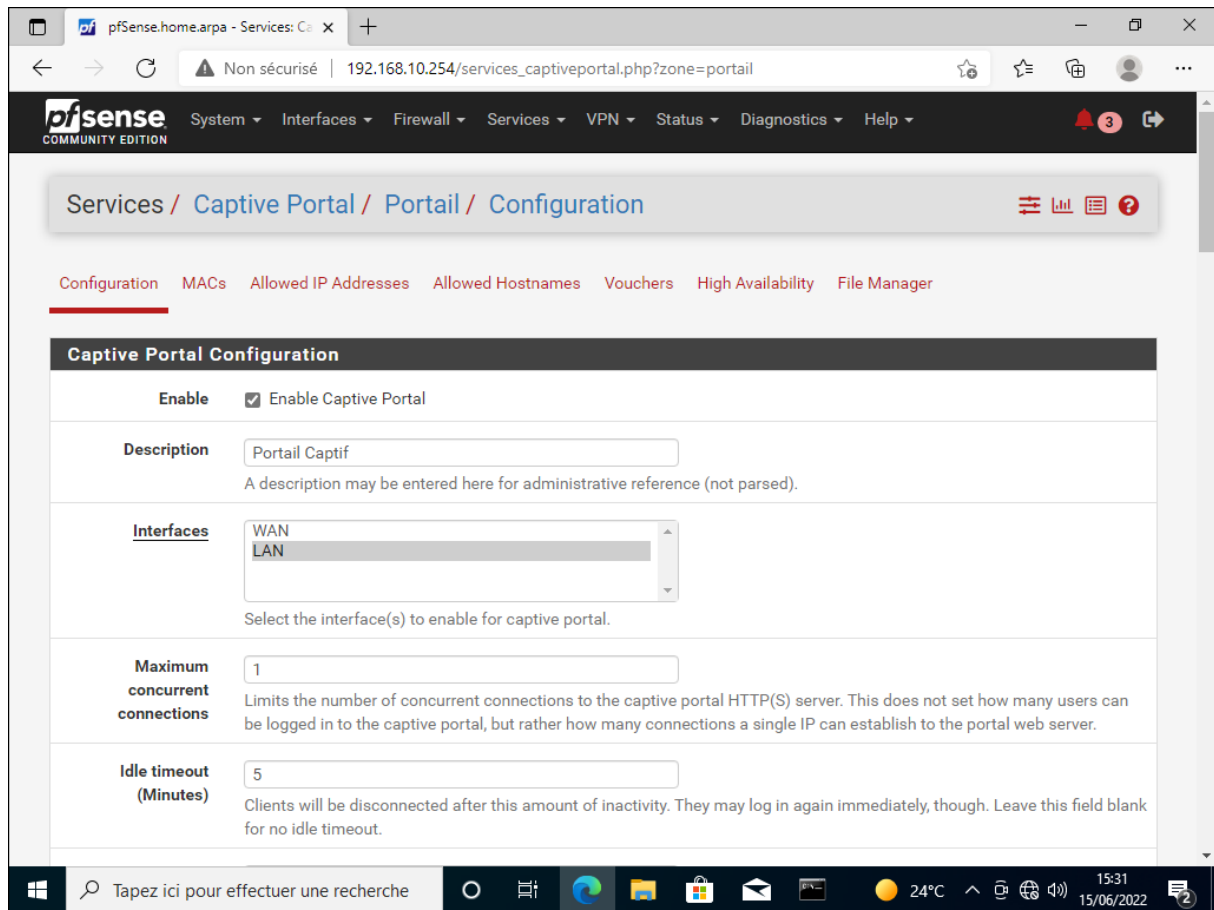 pfSense.home.arpa - Services: Ca
Non sécurisé | 192.168.10.254/services_captiveportal.php?zone=portail
pfsense
COMMUNITY EDITION
System Interfaces Firewall Services VPN Status Diagnostics Help 3
Services / Captive Portal / Portail / Configuration
Configuration MACs Allowed IP Addresses Allowed Hostnames Vouchers High Availability File Manager
Captive Portal Configuration
Enable Enable Captive Portal
Description Portail Captif
A description may be entered here for administrative reference (not parsed).
Interfaces WAN
LAN
Select the interface(s) to enable for captive portal.
Maximum
concurrent
connections
1
Limits the number of concurrent connections to the captive portal HTTP(S) server. This does not set how many users can
be logged in to the captive portal, but rather how many connections a single IP can establish to the portal web server.
Idle timeout
(Minutes)
5
Clients will be disconnected after this amount of inactivity. They may log in again immediately, though. Leave this field blank
for no idle timeout.
Tapez ici pour effectuer une recherche
24°C
15:31
15/06/2022
2